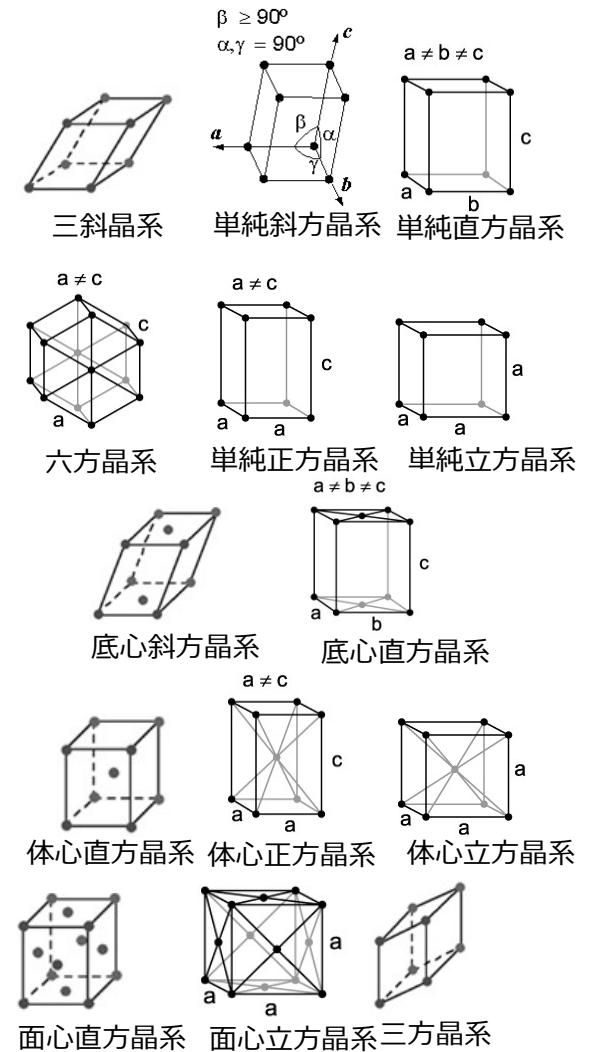 β ≥ 90º
α,γ = 90º
c
a ≠ b ≠ c
β
α
a
γ
b
c
a
b
三斜晶系
単純斜方晶系
単純直方晶系
a ≠ c
c
a
a ≠ c
c
a
a
a
a
a
六方晶系
単純正方晶系
単純立方晶系
a ≠ b ≠ c
c
a
b
底心斜方晶系
底心直方晶系
a ≠ c
c
a
a
a
a
a
体心直方晶系
体心正方晶系
体心立方晶系
a
a
a
面心直方晶系
面心立方晶系
三方晶系